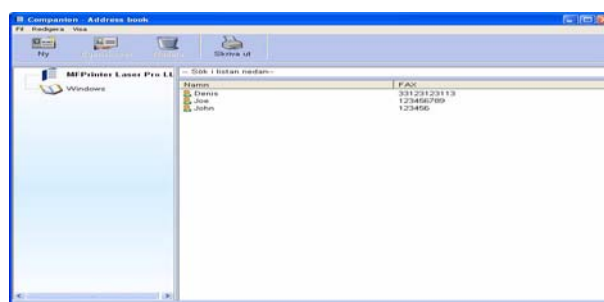 Companion - Address book
Fil Redigera Visa
Ny Skriva ut
MFPrinter Laser Pro LL
Windows
-- Sök i listan nedan--
Namn FAX
Denis 33123123113
Joe 123456789
John 123456